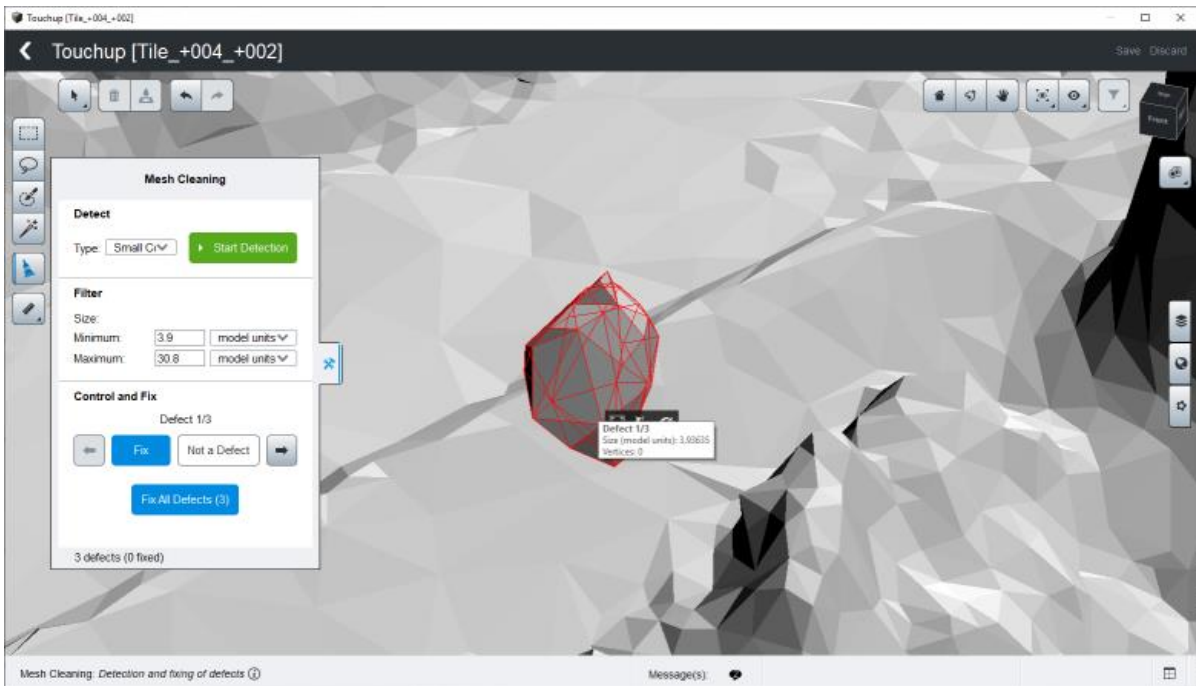 Touchup [Tile_+004_+002]
Touchup [Tile_+004_+002]
Save Discard
Mesh Cleaning
Detect
Type:
Small C
Start Detection
Filter
Size:
Minimum: 3.9 model units
Maximum: 30.8 model units
Control and Fix
Defect 1/3
Fix
Not a Defect
Fix All Defects (3)
3 defects (0 fixed)
Defect 1/3
Size (model units): 3.93635
Vertices: 0
Front
Mesh Cleaning: Detection and fixing of defects
Message(s):